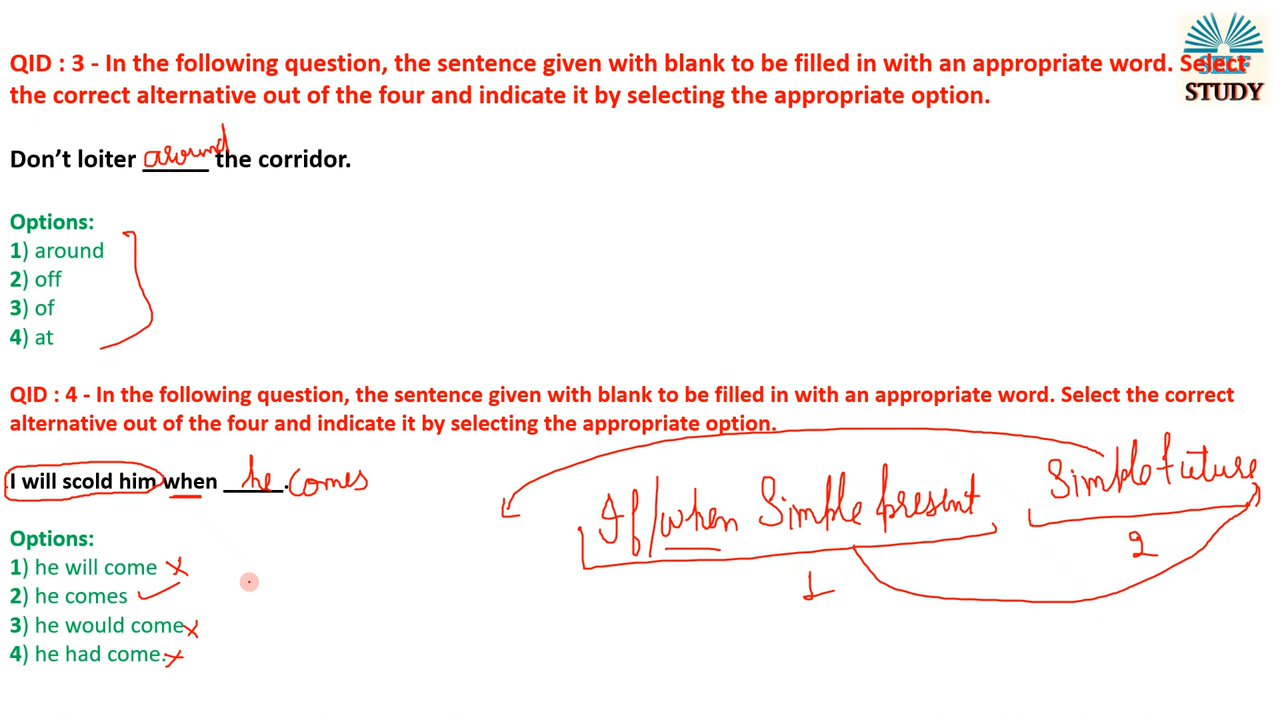 SELF
STUDY
QID : 3 - In the following question, the sentence given with blank to be filled in with an appropriate word. Select
the correct alternative out of the four and indicate it by selecting the appropriate option.
Don't loiter around the corridor.
Options:
1) around
2) off
3) of
4) at
QID : 4 - In the following question, the sentence given with blank to be filled in with an appropriate word. Select the correct
alternative out of the four and indicate it by selecting the appropriate option.
I will scold him when he comes.
If/when Simple present Simple future
1 2
Options:
1) he will come
2) he comes
3) he would come
4) he had come.